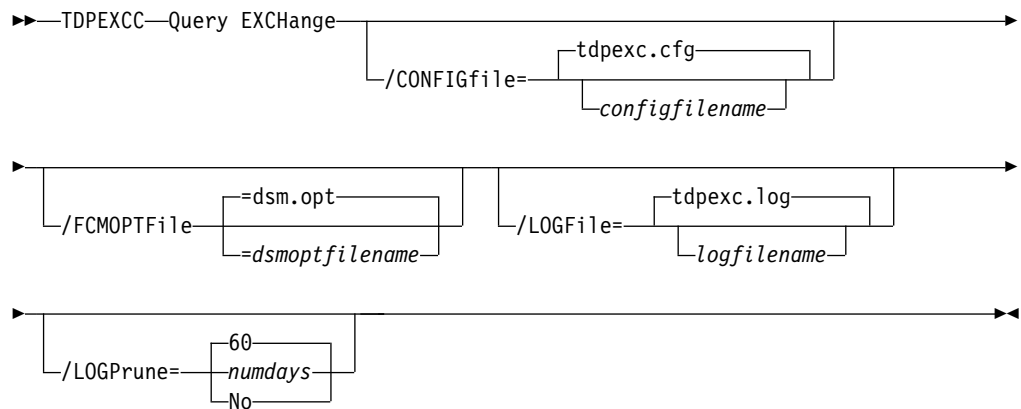 TDPEXCC Query EXCHange
tdpexc.cfg
/CONFIGfile=
configfilename
=dsm.opt
/FCMOPTFile
=dsmoptfilename
tdpexc.log
/LOGFile=
logfilename
60
/LOGPrune=
numdays
No